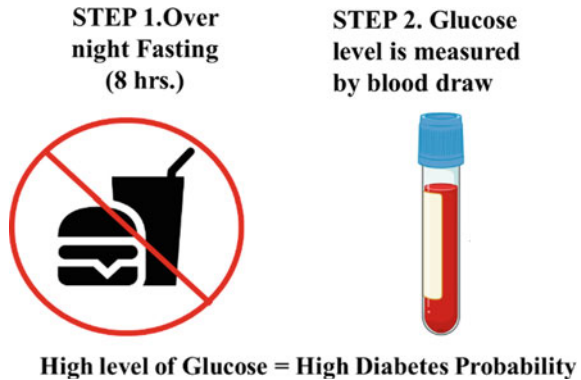 STEP 1.Over
night Fasting
(8 hrs.)
STEP 2. Glucose
level is measured
by blood draw
High level of Glucose = High Diabetes Probability